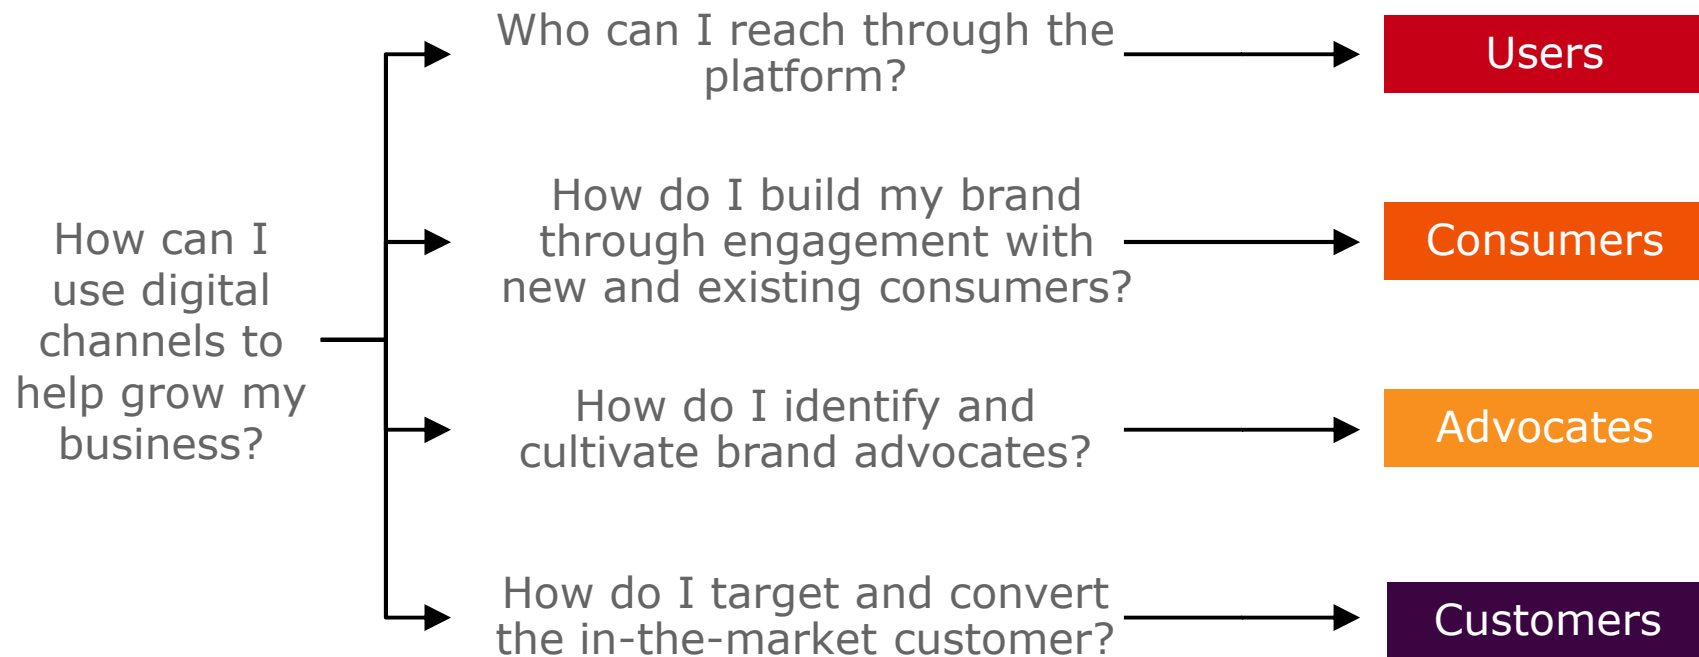 How can I
use digital
channels to
help grow my
business?
Who can I reach through the
platform?
Users
How do I build my brand
through engagement with
new and existing consumers?
Consumers
How do I identify and
cultivate brand advocates?
Advocates
How do I target and convert
the in-the-market customer?
Customers